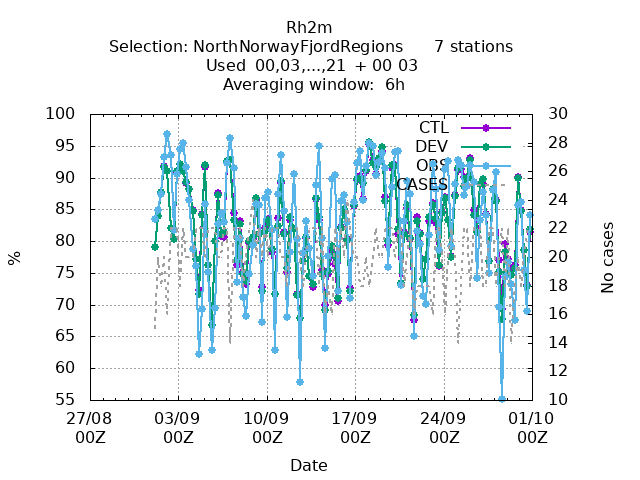 Rh2m
Selection: NorthNorwayFjordRegions 7 stations
Used 00,03,...,21 + 00 03
Averaging window: 6h
100
95
90
85
80
75
70
65
60
55
%
30
28
26
24
22
20
18
16
14
12
10
No cases
CTL
DEV
OBS
CASES
27/08 03/09 10/09 17/09 24/09 01/10
00Z 00Z 00Z 00Z 00Z 00Z
Date